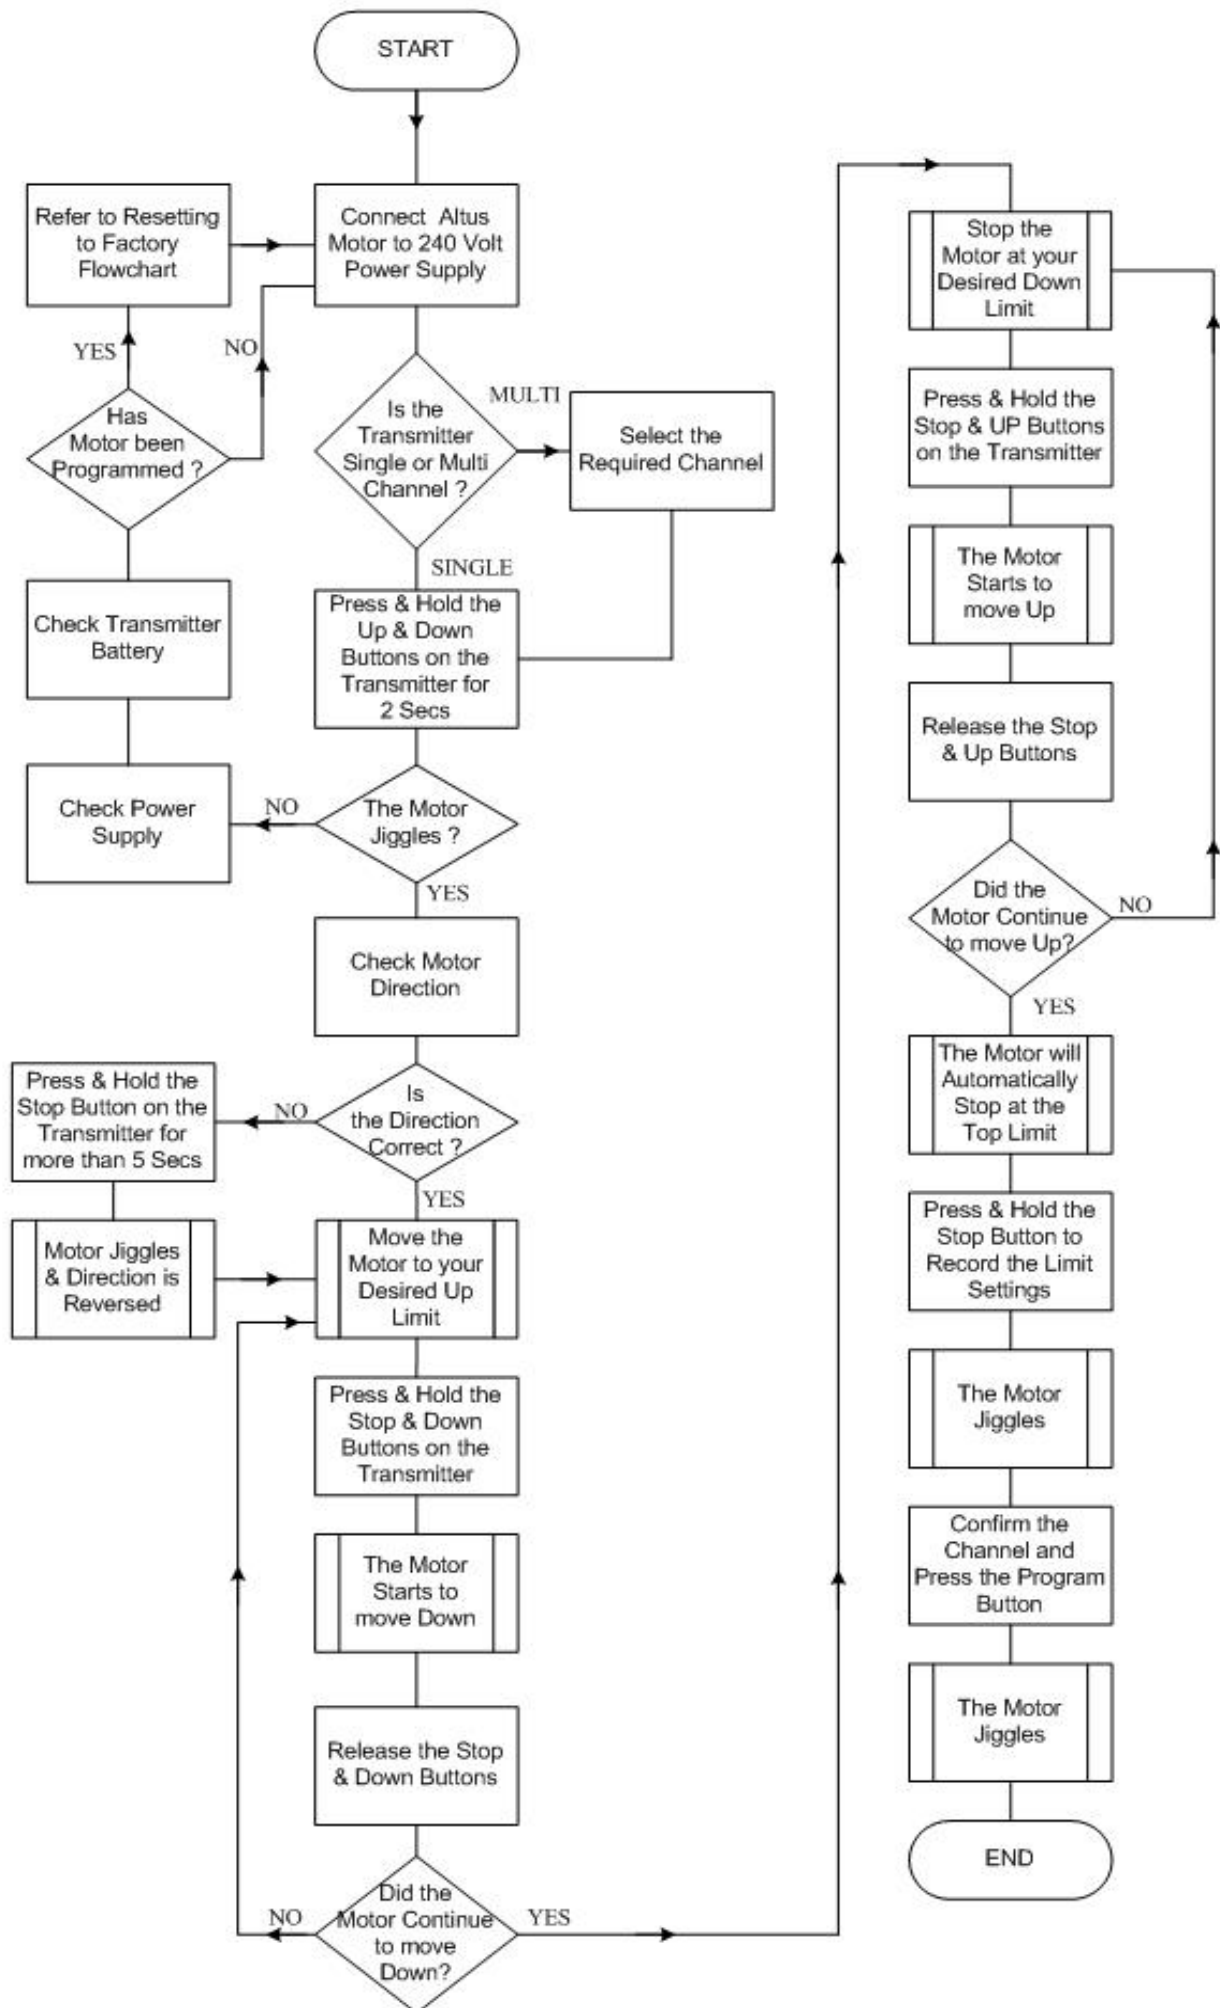 START
Refer to Resetting
to Factory
Flowchart
Connect Altus
Motor to 240 Volt
Power Supply
YES
NO
Has
Motor been
Programmed ?
Is the
Transmitter
Single or Multi
Channel ?
MULTI
Select the
Required Channel
SINGLE
Check Transmitter
Battery
Press & Hold the
Up & Down
Buttons on the
Transmitter for
2 Secs
Check Power
Supply
NO
The Motor
Jiggles ?
YES
Check Motor
Direction
Press & Hold the
Stop Button on the
Transmitter for
more than 5 Secs
NO
Is
the Direction
Correct ?
YES
Motor Jiggles
& Direction is
Reversed
Move the
Motor to your
Desired Up
Limit
Press & Hold the
Stop & Down
Buttons on the
Transmitter
The Motor
Starts to
move Down
Release the Stop
& Down Buttons
NO
Did the
Motor Continue
to move
Down?
YES
Stop the
Motor at your
Desired Down
Limit
Press & Hold the
Stop & UP Buttons
on the Transmitter
The Motor
Starts to
move Up
Release the Stop
& Up Buttons
Did the
Motor Continue
to move Up?
NO
YES
The Motor will
Automatically
Stop at the
Top Limit
Press & Hold the
Stop Button to
Record the Limit
Settings
The Motor
Jiggles
Confirm the
Channel and
Press the Program
Button
The Motor
Jiggles
END